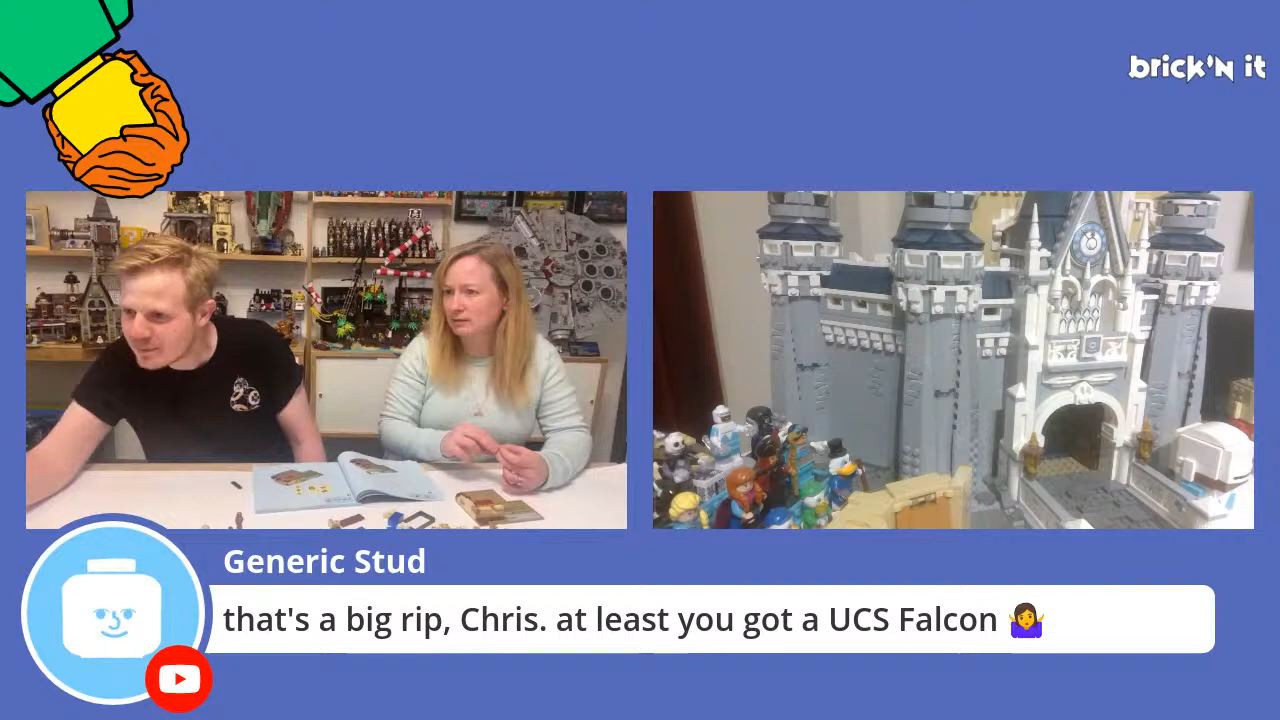 brick'N it
Generic Stud
that's a big rip, Chris. at least you got a UCS Falcon 🤷‍♀️